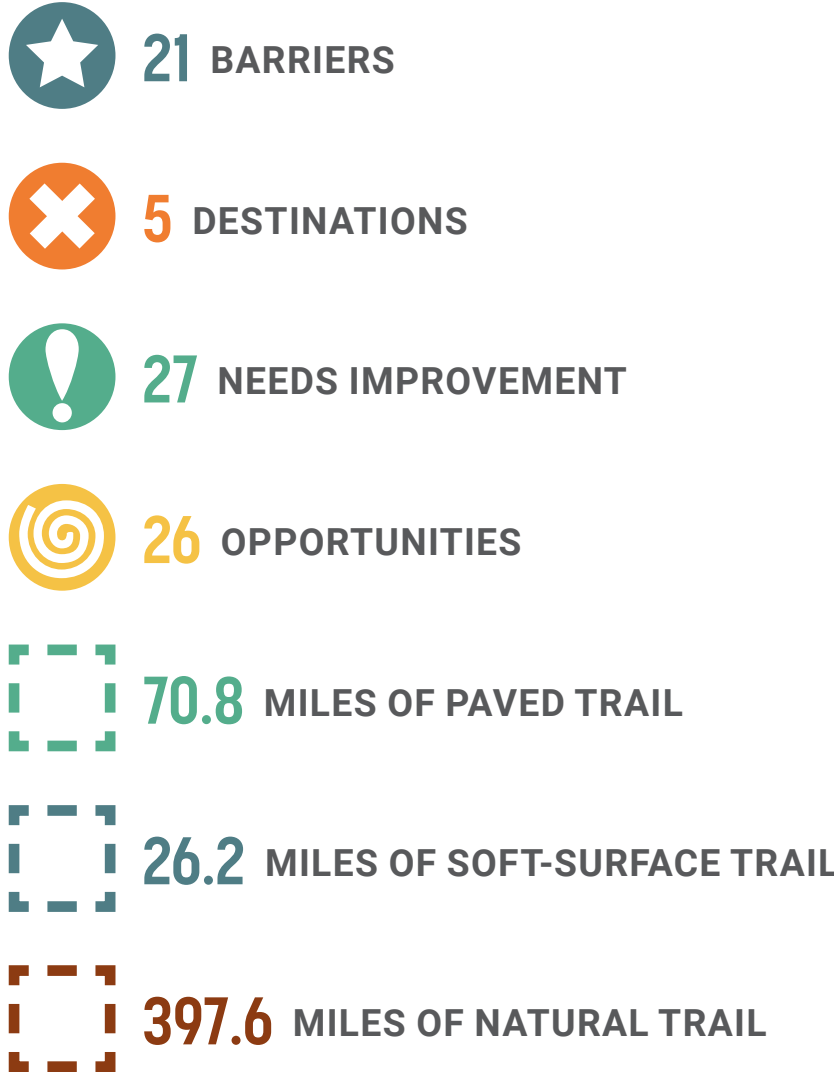 21 BARRIERS
5 DESTINATIONS
27 NEEDS IMPROVEMENT
26 OPPORTUNITIES
70.8 MILES OF PAVED TRAIL
26.2 MILES OF SOFT-SURFACE TRAIL
397.6 MILES OF NATURAL TRAIL